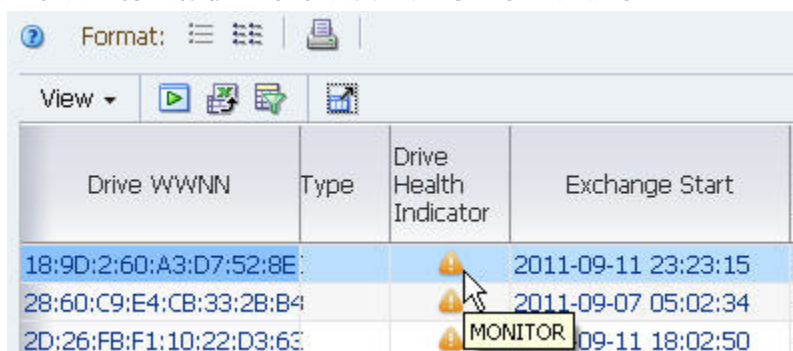 Format:
View
Drive WWNN Type Drive Health Indicator Exchange Start
18:9D:2:60:A3:D7:52:8E 2011-09-11 23:23:15
28:60:C9:E4:CB:33:2B:B4 2011-09-07 05:02:34
2D:26:FB:F1:10:22:D3:63 09-11 18:02:50
MONITOR